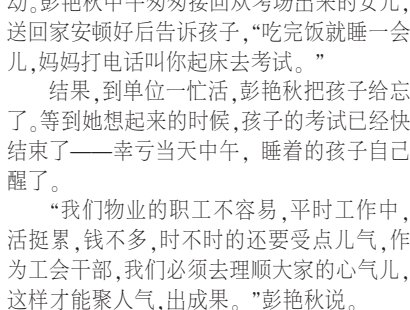 动。彭艳秋中午匆匆接回从考场出来的女儿,
送回家安顿好后告诉孩子,“吃完饭就睡一会
儿,妈妈打电话叫你起床去考试。”
结果,到单位一忙活,彭艳秋把孩子给忘
了。等到她想起来的时候,孩子的考试已经快
结束了——幸亏当天中午, 睡着的孩子自己
醒了。
“我们物业的职工不容易,平时工作中,
活挺累,钱不多,时不时的还要受点儿气,作
为工会干部,我们必须去理顺大家的心气儿,
这样才能聚人气,出成果。”彭艳秋说。